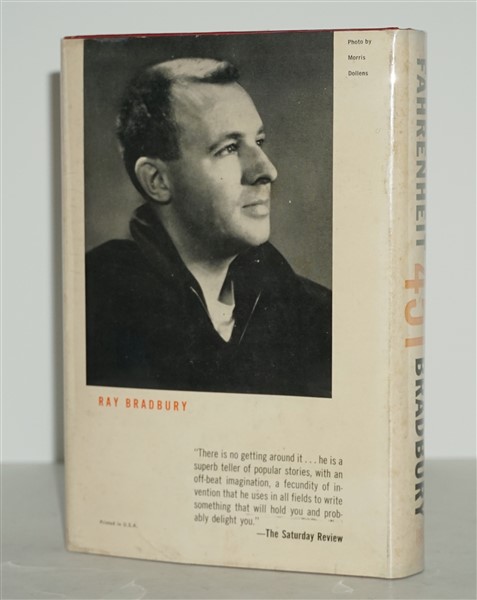 Photo by
Morris
Dollens
RAY BRADBURY
"There is no getting around it . . . he is a
superb teller of popular stories, with an
off-beat imagination, a fecundity of in-
vention that he uses in all fields to write
something that will hold you and prob-
ably delight you."
—The Saturday Review
Printed in U.S.A.
FAHRENHEIT 451 BRADBURY